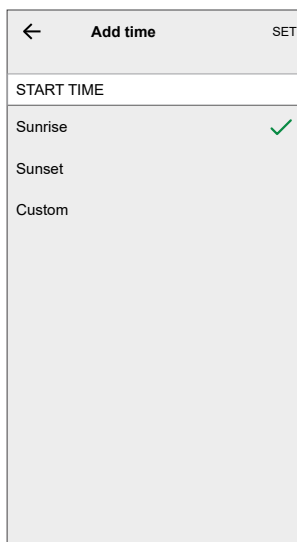 Add time SET
START TIME
Sunrise
Sunset
Custom